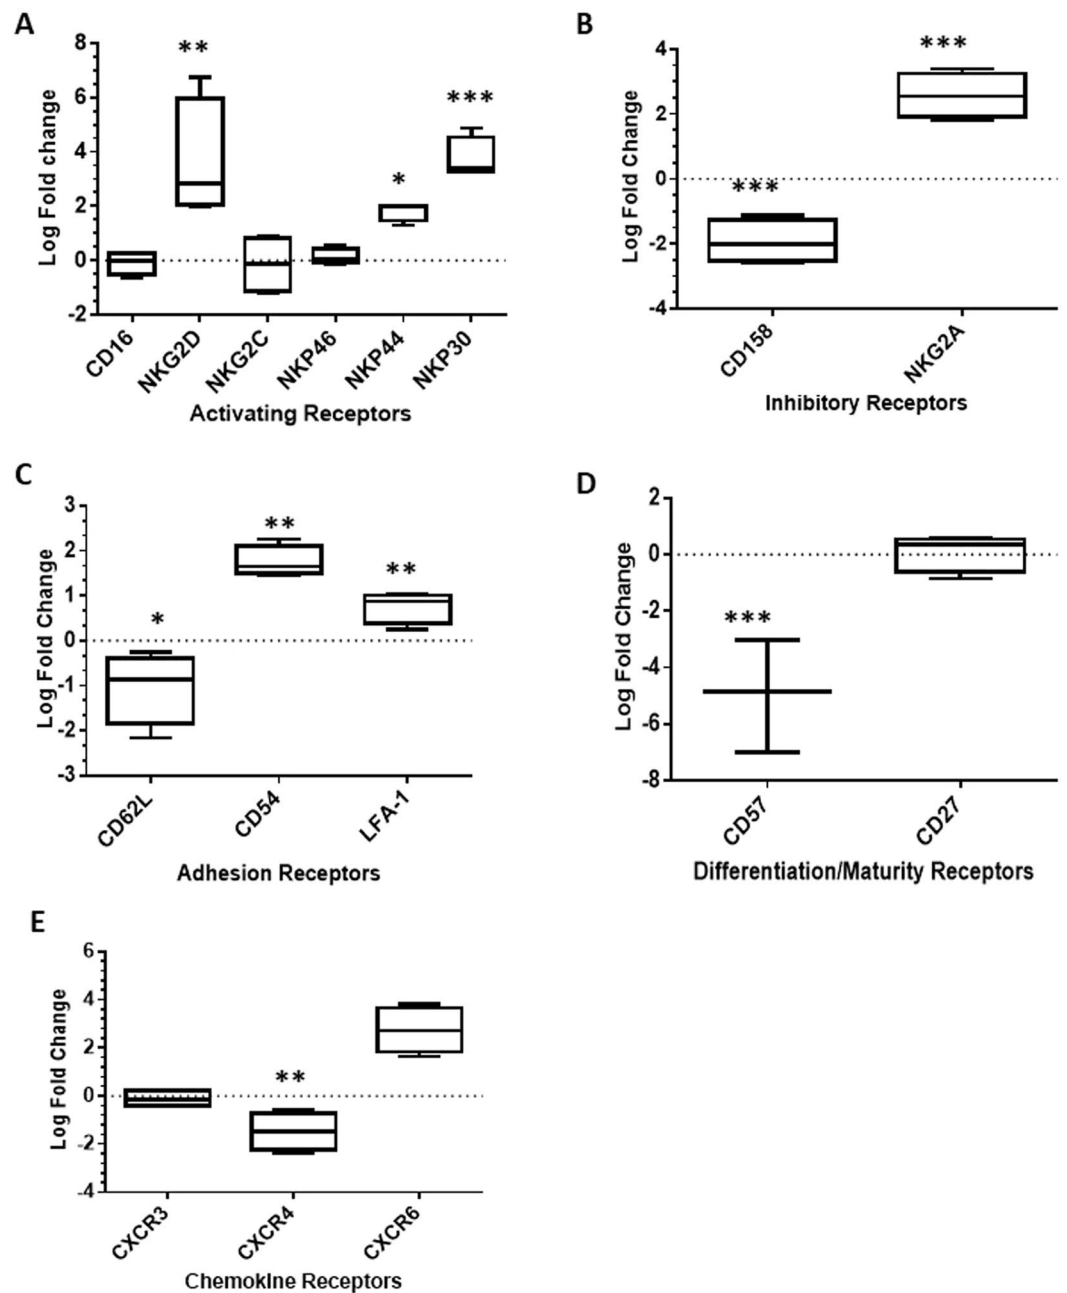 A
8
6
4
2
0
-2
Log Fold change
**
*
***
CD16
NKG2D
NKG2C
NKP46
NKP44
NKP30
Activating Receptors
B
4
2
0
-2
-4
Log Fold Change
***
***
CD158
NKG2A
Inhibitory Receptors
C
3
2
1
0
-1
-2
-3
Log Fold Change
*
**
**
CD62L
CD54
LFA-1
Adhesion Receptors
D
2
0
-2
-4
-6
-8
Log Fold Change
***
CD57
CD27
Differentiation/Maturity Receptors
E
6
4
2
0
-2
-4
Log Fold Change
**
CXCR3
CXCR4
CXCR6
ChemokIne Receptors